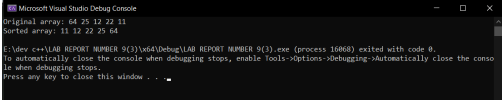 Microsoft Visual Studio Debug Console
Original array: 64 25 12 22 11
Sorted array: 11 12 22 25 64
E:\dev c++\LAB REPORT NUMBER 9(3)\x64\Debug\LAB REPORT NUMBER 9(3).exe (process 16068) exited with code 0.
To automatically close the console when debugging stops, enable Tools->Options->Debugging->Automatically close the conso
le when debugging stops.
Press any key to close this window . . .